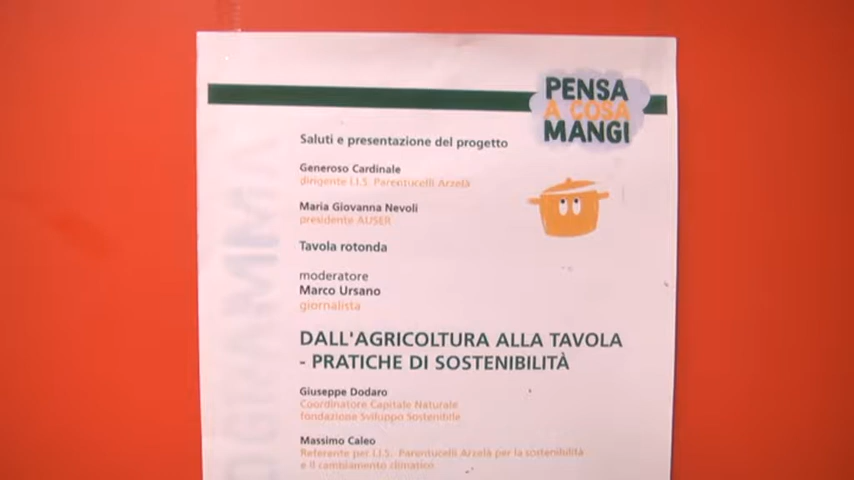 PENSA
A COSA
MANGI
Saluti e presentazione del progetto
Generoso Cardinale
dirigente I.I.S. Parentucelli Arzelà
Maria Giovanna Nevoli
presidente AUSER
Tavola rotonda
moderatore
Marco Ursano
giornalista
DALL'AGRICOLTURA ALLA TAVOLA
- PRATICHE DI SOSTENIBILITÀ
Giuseppe Dodaro
Coordinatore Capitale Naturale
fondazione Sviluppo Sostenibile
Massimo Caleo
Referente per I.I.S. Parentucelli Arzelà per la sostenibilità
e il cambiamento climatico